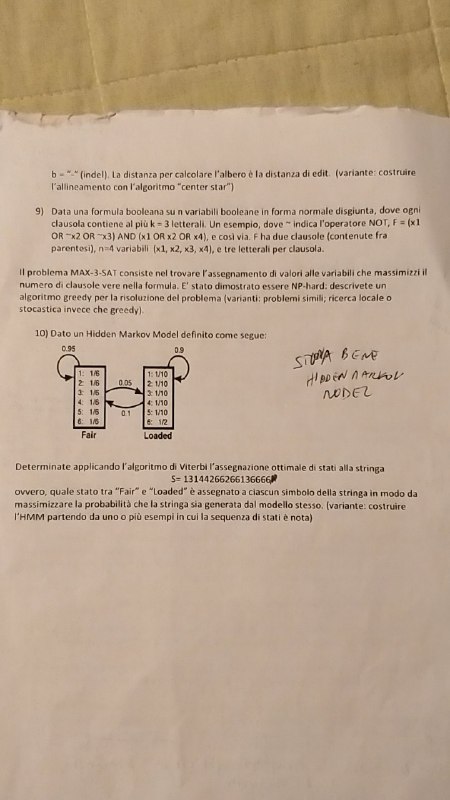 b = "-" (indel). La distanza per calcolare l'albero è la distanza di edit. (variante: costruire
l'allineamento con l'algoritmo "center star")
9) Data una formula booleana su n variabili booleane in forma normale disgiunta, dove ogni
clausola contiene al più k = 3 letterali. Un esempio, dove ~ indica l'operatore NOT, F = (x1
OR ~x2 OR ~x3) AND (x1 OR x2 OR x4), e così via. F ha due clausole (contenute fra
parentesi), n=4 variabili (x1, x2, x3, x4), e tre letterali per clausola.
Il problema MAX-3-SAT consiste nel trovare l'assegnamento di valori alle variabili che massimizzi il
numero di clausole vere nella formula. E' stato dimostrato essere NP-hard: descrivete un
algoritmo greedy per la risoluzione del problema (varianti: problemi simili; ricerca locale o
stocastica invece che greedy).
10) Dato un Hidden Markov Model definito come segue:
0.95 0.9
1: 1/6 1: 1/10
2: 1/6 2: 1/10
3: 1/6 0.05 3: 1/10
4: 1/6 4: 1/10
5: 1/6 0.1 5: 1/10
6: 1/6 6: 1/2
Fair Loaded
BENE
HIDDEN MARKOV
MODEL
Determinate applicando l'algoritmo di Viterbi l'assegnazione ottimale di stati alla stringa
S= 13144266266136666
ovvero, quale stato tra "Fair" e "Loaded" è assegnato a ciascun simbolo della stringa in modo da
massimizzare la probabilità che la stringa sia generata dal modello stesso. (variante: costruire
l'HMM partendo da uno o più esempi in cui la sequenza di stati è nota)